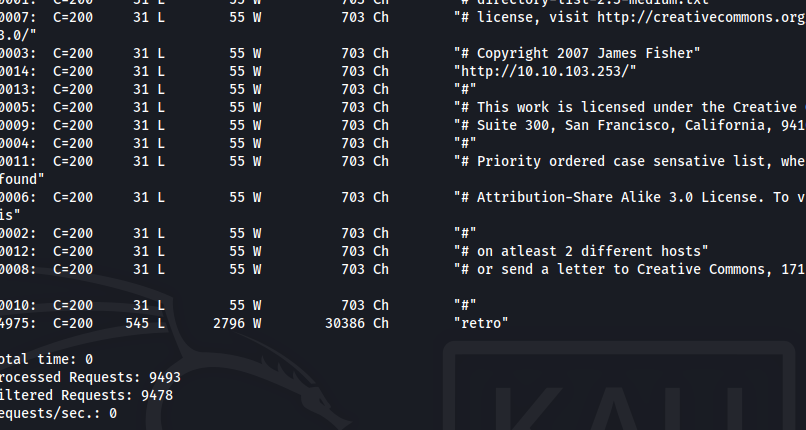 0001: C=200 31 L 55 W 703 Ch "# directory-list-2.3-medium.txt
0007: C=200 31 L 55 W 703 Ch "# license, visit http://creativecommons.org
3.0/"
0003: C=200 31 L 55 W 703 Ch "# Copyright 2007 James Fisher"
0014: C=200 31 L 55 W 703 Ch "http://10.10.103.253/"
0013: C=200 31 L 55 W 703 Ch "#"
0005: C=200 31 L 55 W 703 Ch "# This work is licensed under the Creative
0009: C=200 31 L 55 W 703 Ch "# Suite 300, San Francisco, California, 941
0004: C=200 31 L 55 W 703 Ch "#"
0011: C=200 31 L 55 W 703 Ch "# Priority ordered case sensative list, whe
found"
0006: C=200 31 L 55 W 703 Ch "# Attribution-Share Alike 3.0 License. To v
is"
0002: C=200 31 L 55 W 703 Ch "#"
0012: C=200 31 L 55 W 703 Ch "# on atleast 2 different hosts"
0008: C=200 31 L 55 W 703 Ch "# or send a letter to Creative Commons, 171
0010: C=200 31 L 55 W 703 Ch "#"
4975: C=200 545 L 2796 W 30386 Ch "retro"
otal time: 0
rocessed Requests: 9493
iltered Requests: 9478
equests/sec.: 0
KALI